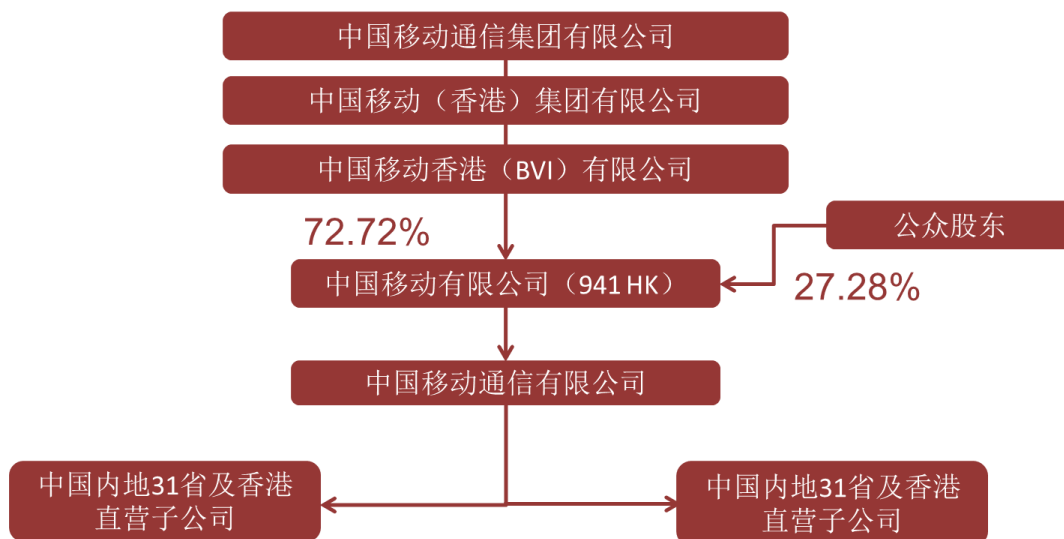 中国移动通信集团有限公司
中国移动（香港）集团有限公司
中国移动香港（BVI）有限公司
72.72%
公众股东
中国移动有限公司（941 HK）
27.28%
中国移动通信有限公司
中国内地31省及香港
直营子公司
中国内地31省及香港
直营子公司